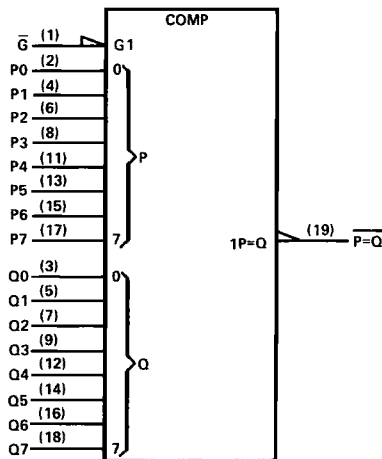 COMP
G̅ (1) G1
P0 (2) 0
P1 (4)
P2 (6)
P3 (8)
P4 (11)
P
P5 (13)
P6 (15)
P7 (17) 7
1P=Q (19) P̅=̅Q̅
Q0 (3) 0
Q1 (5)
Q2 (7)
Q3 (9)
Q4 (12)
Q
Q5 (14)
Q6 (16)
Q7 (18) 7